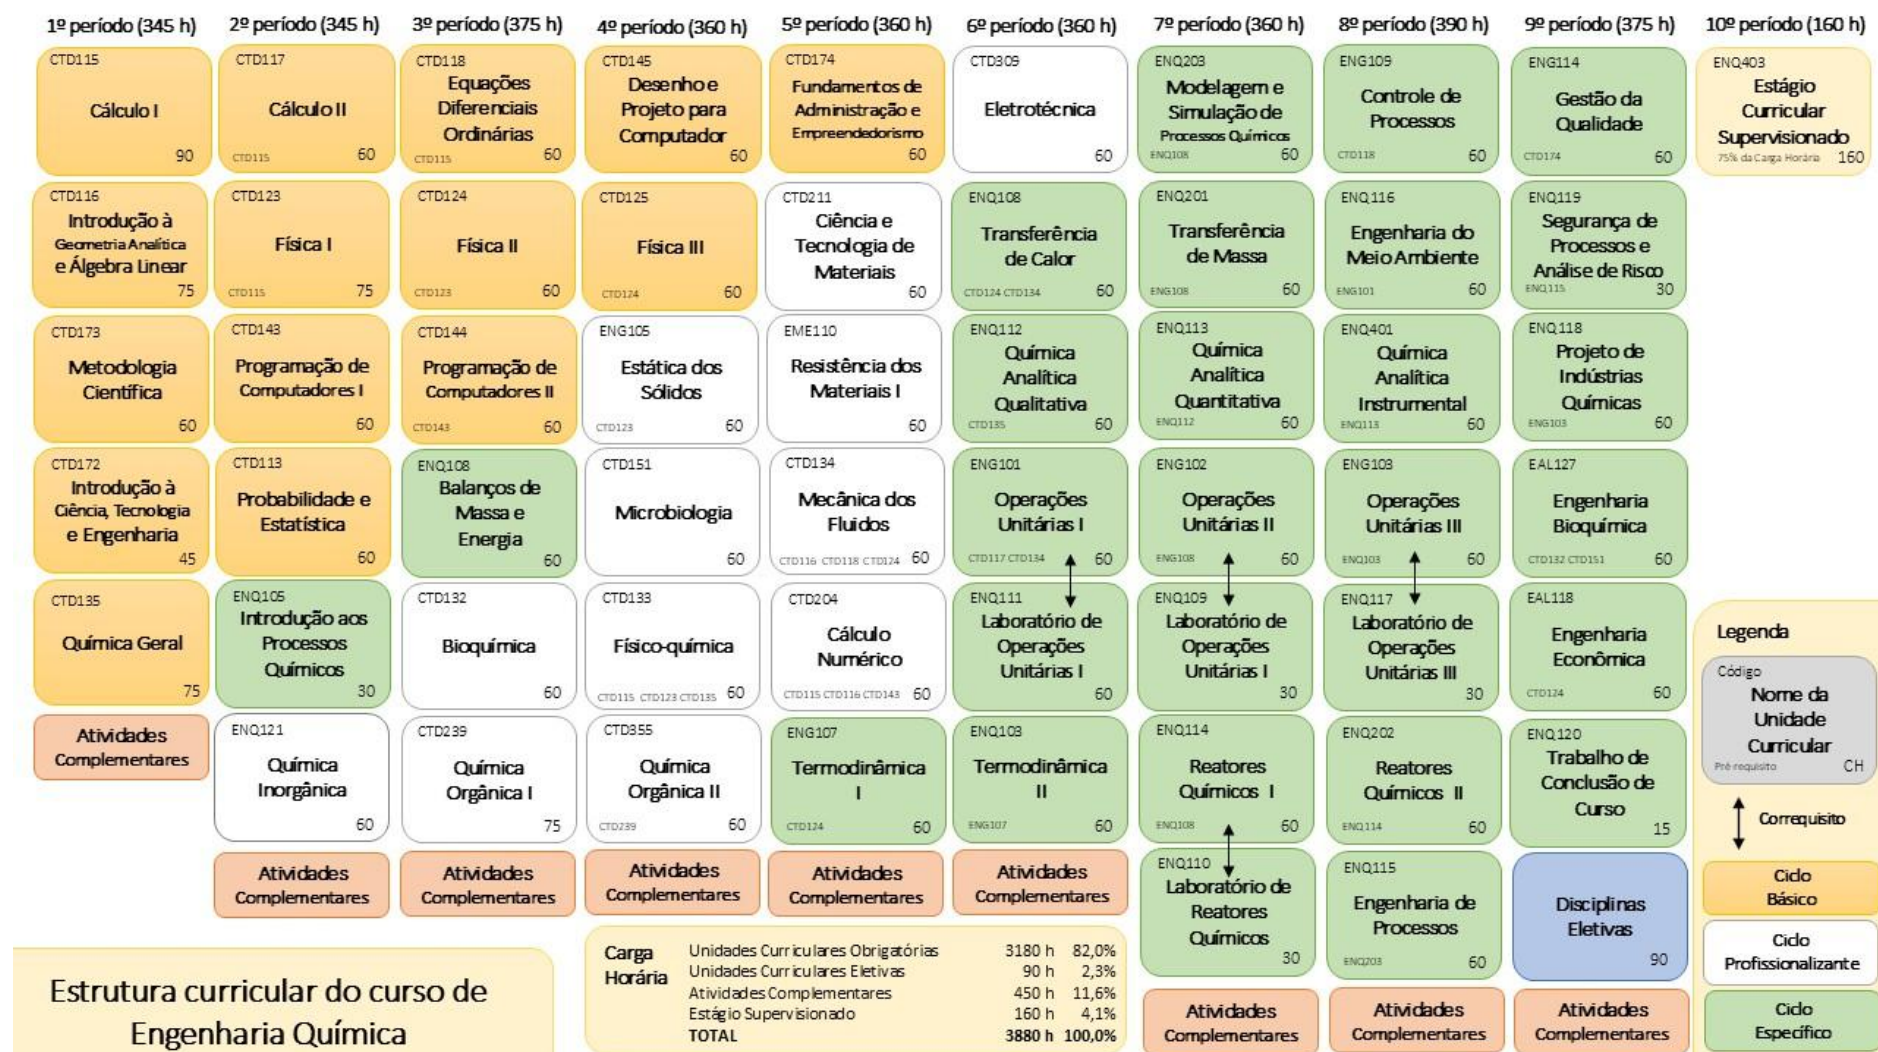 1º período (345 h)
CTD115
Cálculo I
90
CTD116
Introdução à
Geometria Analítica
e Álgebra Linear
75
CTD173
Metodologia
Científica
60
CTD172
Introdução à
Ciência, Tecnologia
e Engenharia
45
CTD135
Química Geral
75
Atividades
Complementares
2º período (345 h)
CTD117
Cálculo II
CTD115 60
CTD123
Física I
CTD115 75
CTD143
Programação de
Computadores I
60
CTD113
Probabilidade e
Estatística
60
ENQ105
Introdução aos
Processos
Químicos
30
ENQ121
Química
Inorgânica
60
Atividades
Complementares
3º período (375 h)
CTD118
Equações
Diferenciais
Ordinárias
CTD115 60
CTD124
Física II
CTD123 60
CTD144
Programação de
Computadores II
CTD143 60
ENQ108
Balanços de
Massa e
Energia
60
CTD132
Bioquímica
60
CTD239
Química
Orgânica I
75
Atividades
Complementares
4º período (360 h)
CTD145
Desenho e
Projeto para
Computador
60
CTD125
Física III
CTD124 60
ENG105
Estática dos
Sólidos
CTD123 60
CTD151
Microbiologia
60
CTD133
Físico-química
CTD115 CTD123 CTD135 60
CTD355
Química
Orgânica II
CTD239 60
Atividades
Complementares
5º período (360 h)
CTD174
Fundamentos de
Administração e
Empreendedorismo
60
CTD211
Ciência e
Tecnologia de
Materiais
60
EME110
Resistência dos
Materiais I
60
CTD134
Mecânica dos
Fluidos
CTD116 CTD118 CTD124 60
CTD204
Cálculo
Numérico
CTD115 CTD116 CTD143 60
ENG107
Termodinâmica
I
CTD124 60
Atividades
Complementares
6º período (360 h)
CTD309
Eletrotécnica
60
ENQ108
Transferência
de Calor
CTD124 CTD134 60
ENQ112
Química
Analítica
Qualitativa
CTD135 60
ENG101
Operações
Unitárias I
CTD117 CTD134 60
ENQ111
Laboratório de
Operações
Unitárias I
60
ENQ103
Termodinâmica
II
ENG107 60
Atividades
Complementares
7º período (360 h)
ENQ203
Modelagem e
Simulação de
Processos Químicos
ENQ108 60
ENQ201
Transferência
de Massa
ENG108 60
ENQ113
Química
Analítica
Quantitativa
ENQ112 60
ENG102
Operações
Unitárias II
ENG108 60
ENQ109
Laboratório de
Operações
Unitárias I
30
ENQ114
Reatores
Químicos I
ENQ108 60
ENQ110
Laboratório de
Reatores
Químicos
30
Atividades
Complementares
8º período (390 h)
ENG109
Controle de
Processos
CTD118 60
ENQ116
Engenharia do
Meio Ambiente
ENG101 60
ENQ401
Química
Analítica
Instrumental
ENQ113 60
ENG103
Operações
Unitárias III
ENQ103 60
ENQ117
Laboratório de
Operações
Unitárias III
30
ENQ202
Reatores
Químicos II
ENQ114 60
ENQ115
Engenharia de
Processos
ENQ203 60
Atividades
Complementares
9º período (375 h)
ENG114
Gestão da
Qualidade
CTD174 60
ENQ119
Segurança de
Processos e
Análise de Risco
ENQ115 30
ENQ118
Projeto de
Indústrias
Químicas
ENG103 60
EAL127
Engenharia
Bioquímica
CTD132 CTD151 60
EAL118
Engenharia
Econômica
CTD124 60
ENQ120
Trabalho de
Conclusão de
Curso
15
Disciplinas
Eletivas
90
Atividades
Complementares
10º período (160 h)
ENQ403
Estágio
Curricular
Supervisionado
75% da Carga Horária 160
Legenda
Código
Nome da
Unidade
Curricular
Pré requisito CH
Correquisito
Ciclo
Básico
Ciclo
Profissionalizante
Ciclo
Específico
Estrutura curricular do curso de
Engenharia Química
Carga
Horária
Unidades Curriculares Obrigatórias 3180 h 82,0%
Unidades Curriculares Eletivas 90 h 2,3%
Atividades Complementares 450 h 11,6%
Estágio Supervisionado 160 h 4,1%
TOTAL 3880 h 100,0%